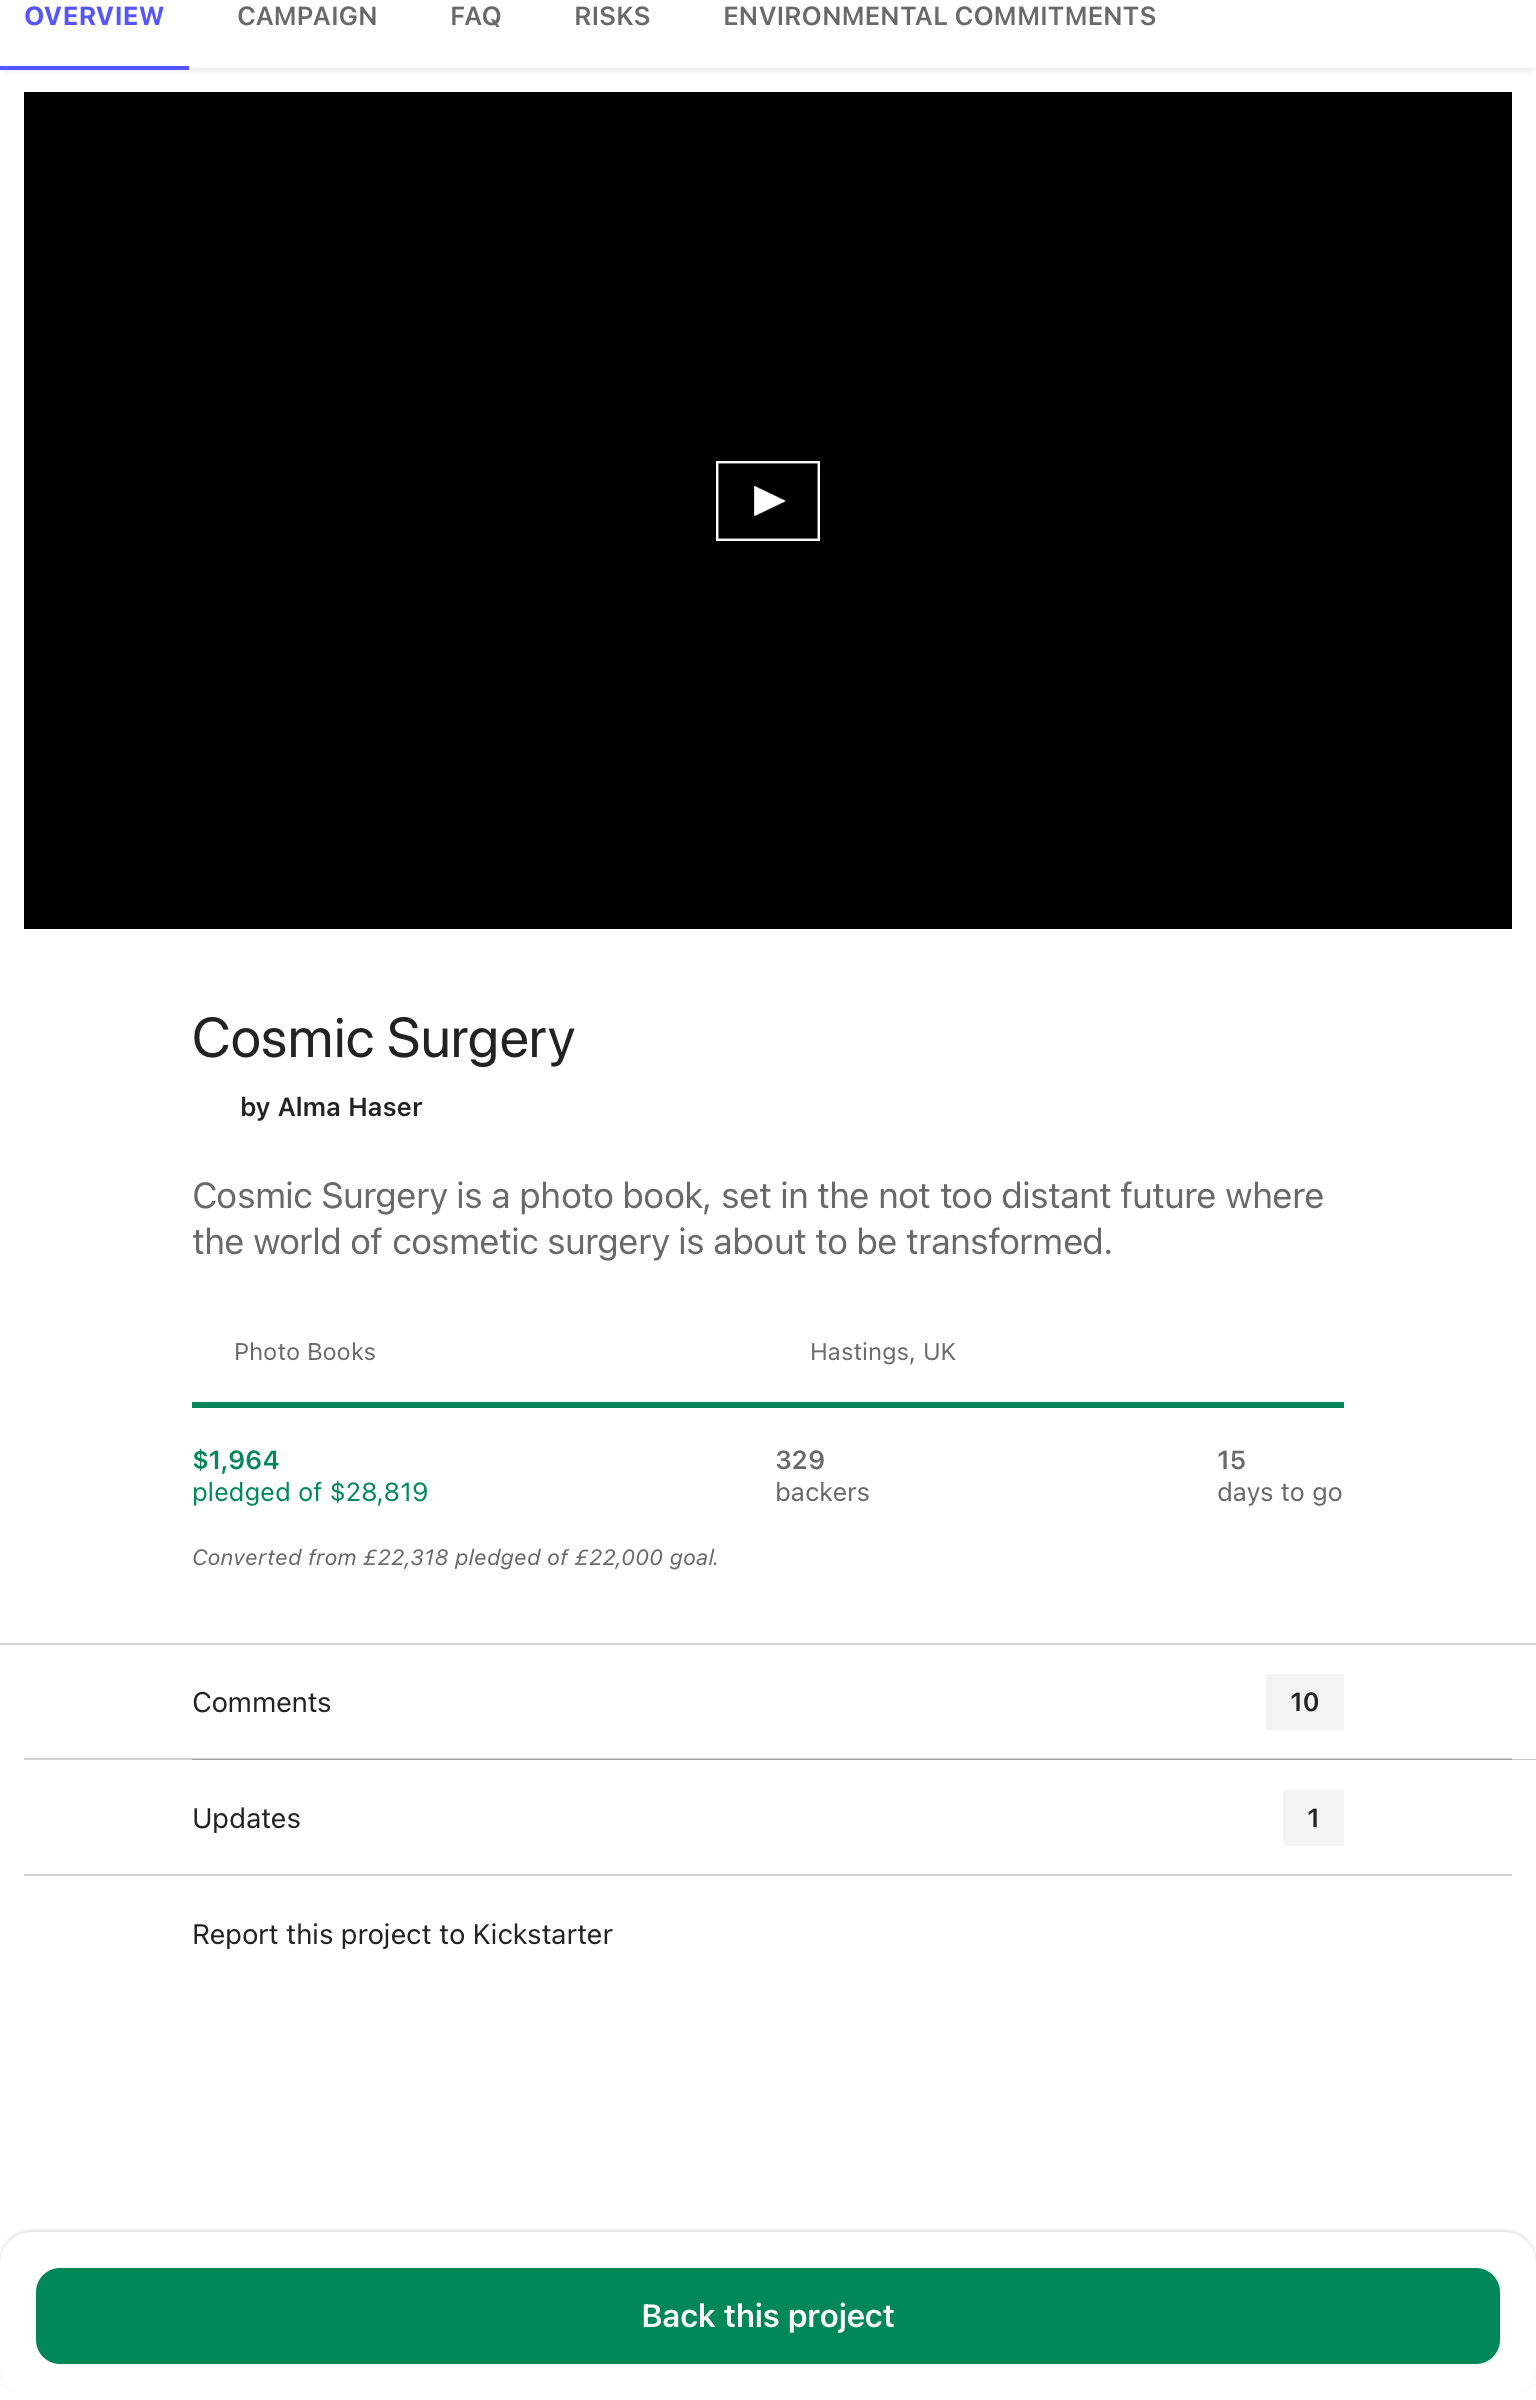 OVERVIEW CAMPAIGN FAQ RISKS ENVIRONMENTAL COMMITMENTS
Cosmic Surgery
by Alma Haser
Cosmic Surgery is a photo book, set in the not too distant future where
the world of cosmetic surgery is about to be transformed.
Photo Books Hastings, UK
$1,964 329 15
pledged of $28,819 backers days to go
Converted from £22,318 pledged of £22,000 goal.
Comments 10
Updates 1
Report this project to Kickstarter
Back this project